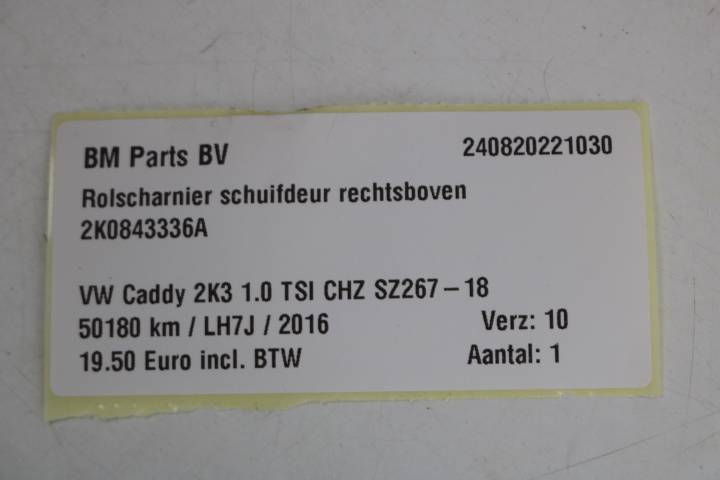 BM Parts BV 240820221030
Rolscharnier schuifdeur rechtsboven
2K0843336A
VW Caddy 2K3 1.0 TSI CHZ SZ267-18
50180 km / LH7J / 2016 Verz: 10
19.50 Euro incl. BTW Aantal: 1